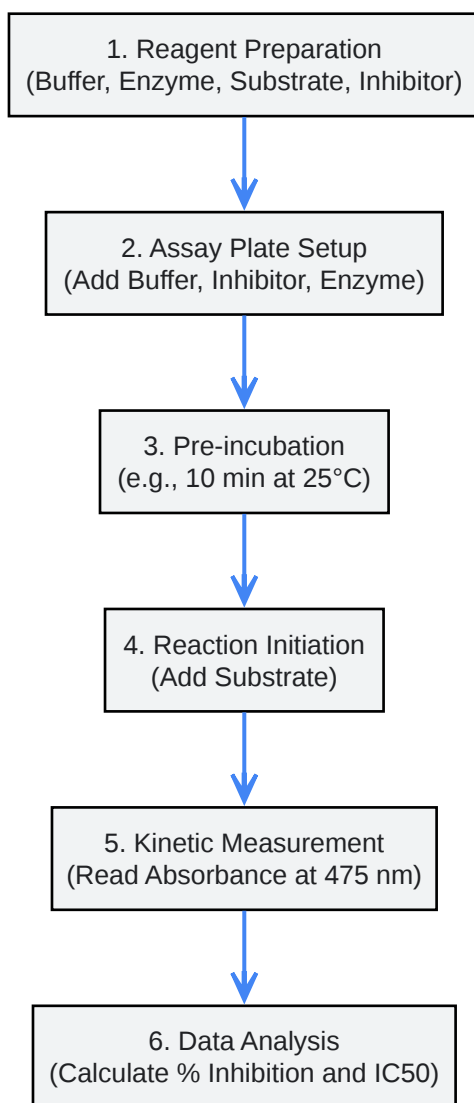 1. Reagent Preparation
(Buffer, Enzyme, Substrate, Inhibitor)
2. Assay Plate Setup
(Add Buffer, Inhibitor, Enzyme)
3. Pre-incubation
(e.g., 10 min at 25°C)
4. Reaction Initiation
(Add Substrate)
5. Kinetic Measurement
(Read Absorbance at 475 nm)
6. Data Analysis
(Calculate % Inhibition and IC50)